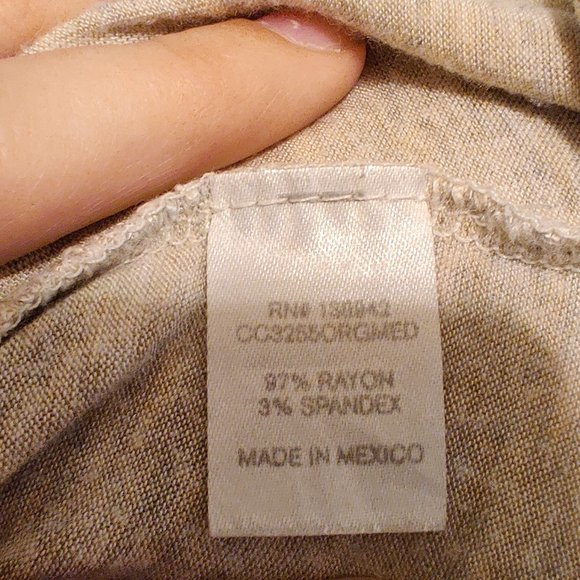 RN# 138942
CC3255ORGMED
97% RAYON
3% SPANDEX
MADE IN MEXICO